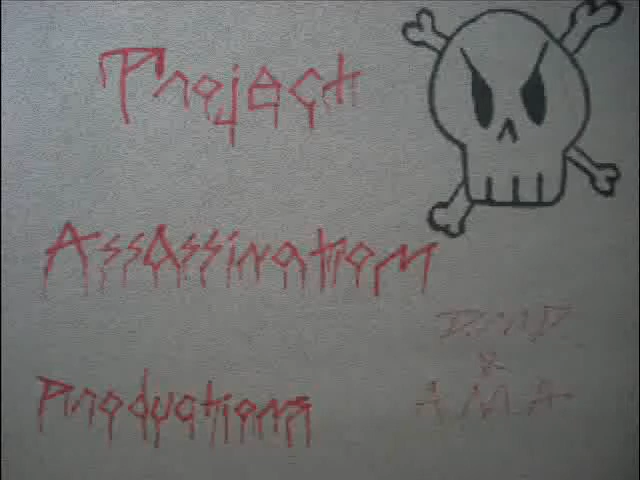 Project
Assassination
Productions
D.M.D.
&
A.M.A